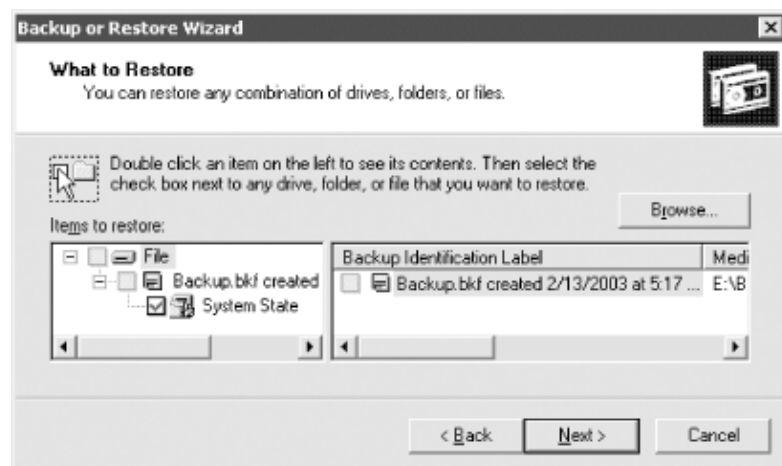 Backup or Restore Wizard
What to Restore
You can restore any combination of drives, folders, or files.
Double click an item on the left to see its contents. Then select the
check box next to any drive, folder, or file that you want to restore.
Browse...
Items to restore:
File
Backup.bkf created
System State
Backup Identification Label
Medi
Backup.bkf created 2/13/2003 at 5:17 ...
E:\B
< Back
Next >
Cancel